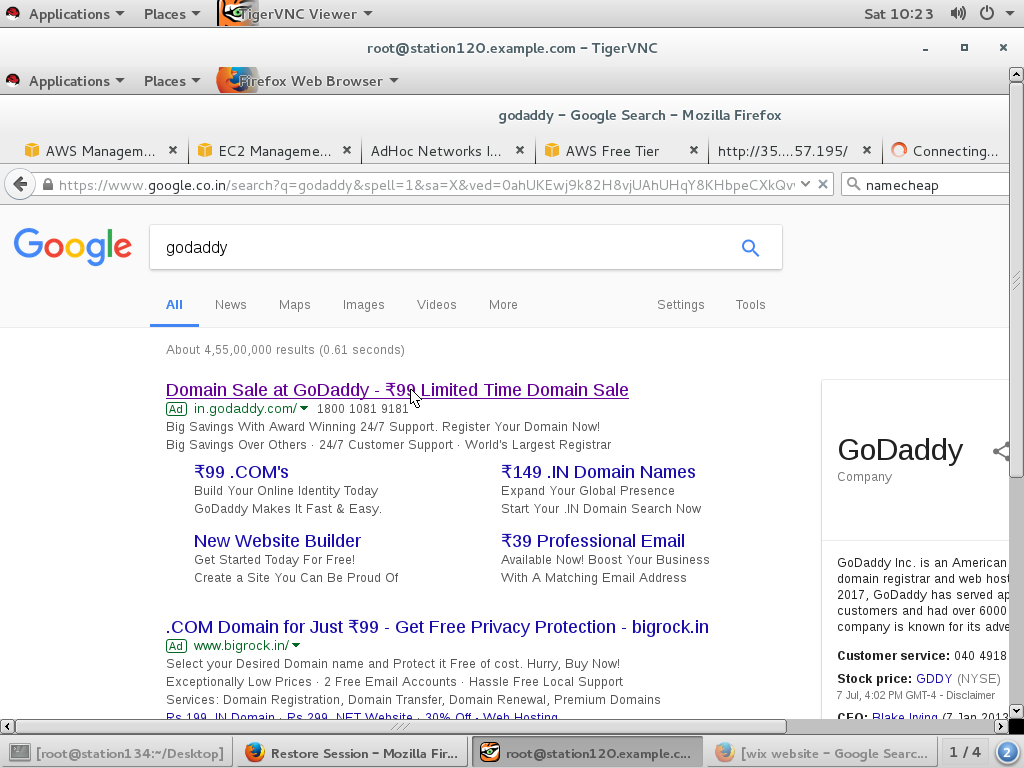 Applications Places TigerVNC Viewer Sat 10:23
root@station120.example.com – TigerVNC
Applications Places Firefox Web Browser
godaddy – Google Search – Mozilla Firefox
AWS Managem... EC2 Manageme... AdHoc Networks I... AWS Free Tier http://35....57.195/ Connecting...
https://www.google.co.in/search?q=godaddy&spell=1&sa=X&ved=0ahUKEwj9k82H8vjUAhUHqY8KHbpeCXkQv namecheap
Google godaddy
All News Maps Images Videos More Settings Tools
About 4,55,00,000 results (0.61 seconds)
Domain Sale at GoDaddy - ₹99 Limited Time Domain Sale
Ad in.godaddy.com/ 1800 1081 9181
Big Savings With Award Winning 24/7 Support. Register Your Domain Now!
Big Savings Over Others · 24/7 Customer Support · World's Largest Registrar
₹99 .COM's
Build Your Online Identity Today
GoDaddy Makes It Fast & Easy.
₹149 .IN Domain Names
Expand Your Global Presence
Start Your .IN Domain Search Now
New Website Builder
Get Started Today For Free!
Create a Site You Can Be Proud Of
₹39 Professional Email
Available Now! Boost Your Business
With A Matching Email Address
.COM Domain for Just ₹99 - Get Free Privacy Protection - bigrock.in
Ad www.bigrock.in/
Select your Desired Domain name and Protect it Free of cost. Hurry, Buy Now!
Exceptionally Low Prices · 2 Free Email Accounts · Hassle Free Local Support
Services: Domain Registration, Domain Transfer, Domain Renewal, Premium Domains
Rs 199 .IN Domain · Rs 299 .NET Website · 30% Off - Web Hosting
GoDaddy
Company
GoDaddy Inc. is an American
domain registrar and web host
2017, GoDaddy has served ap
customers and had over 6000
company is known for its adve
Customer service: 040 4918
Stock price: GDDY (NYSE)
7 Jul, 4:02 PM GMT-4 - Disclaimer
CEO: Blake Irving (7 Jan 2013
[root@station134:~/Desktop] Restore Session – Mozilla Fir... root@station120.example.c... [wix website – Google Searc... 1 / 4 2